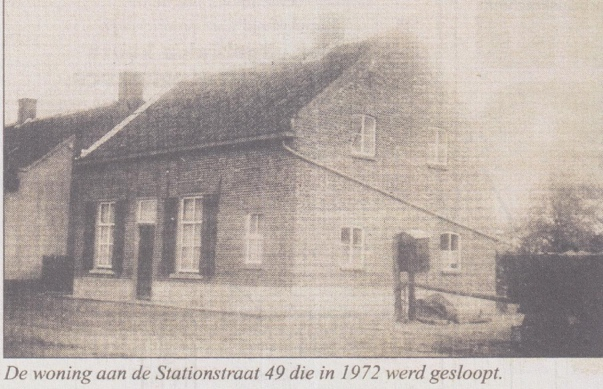 De woning aan de Stationstraat 49 die in 1972 werd gesloopt.